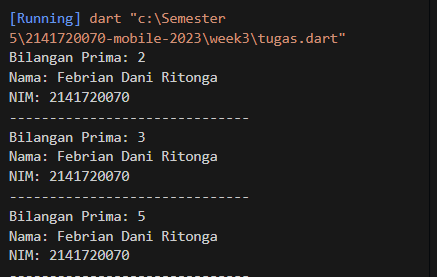 [Running] dart "c:\Semester
5\2141720070-mobile-2023\week3\tugas.dart"
Bilangan Prima: 2
Nama: Febrian Dani Ritonga
NIM: 2141720070
------------------------------
Bilangan Prima: 3
Nama: Febrian Dani Ritonga
NIM: 2141720070
------------------------------
Bilangan Prima: 5
Nama: Febrian Dani Ritonga
NIM: 2141720070
------------------------------